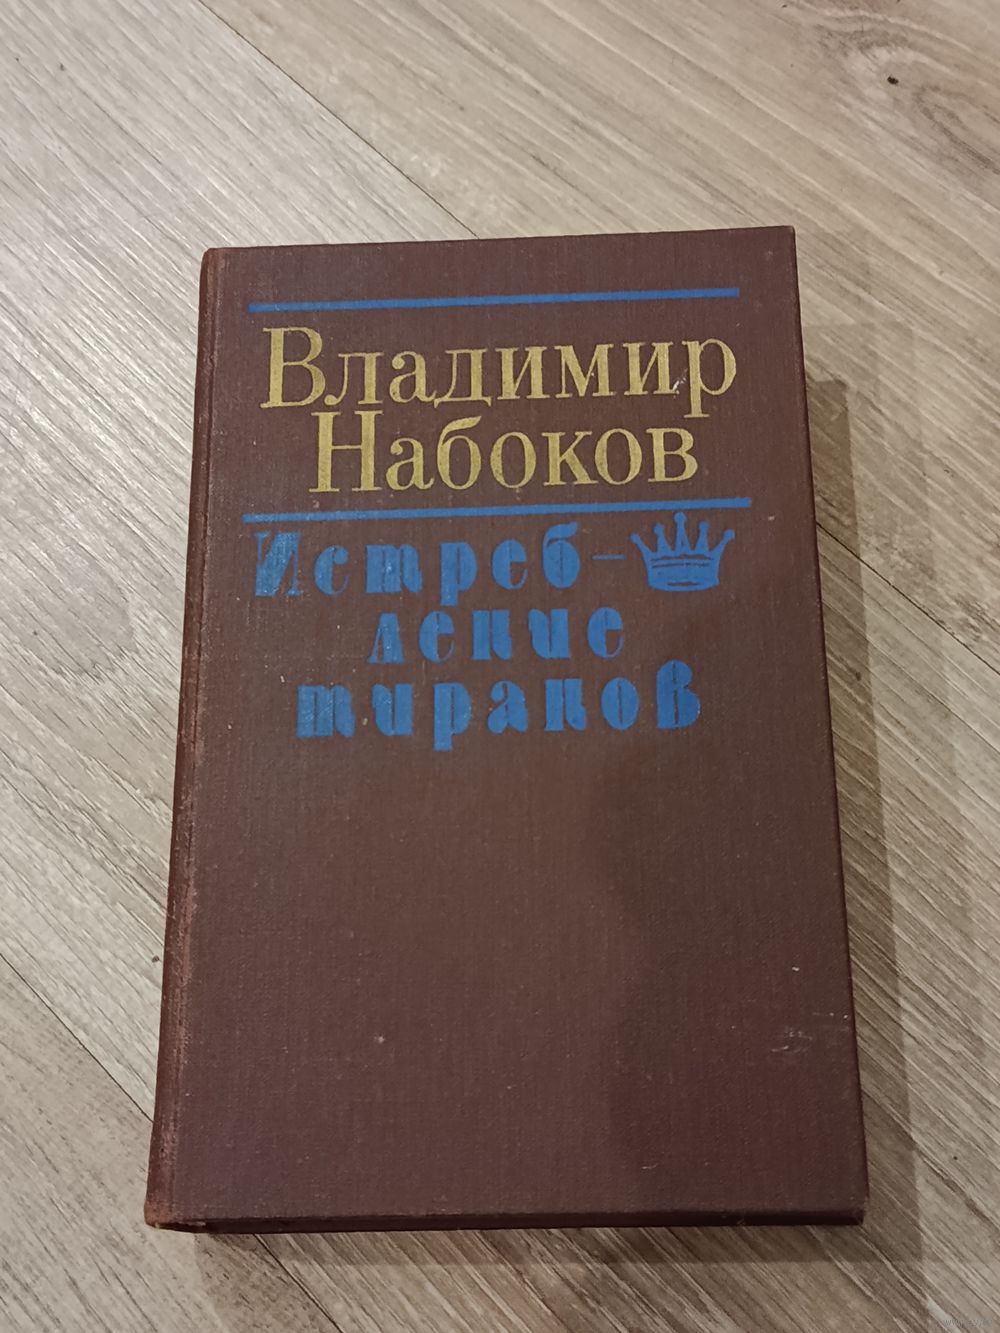 Владимир
Набоков
Истреб-
ление
тиранов